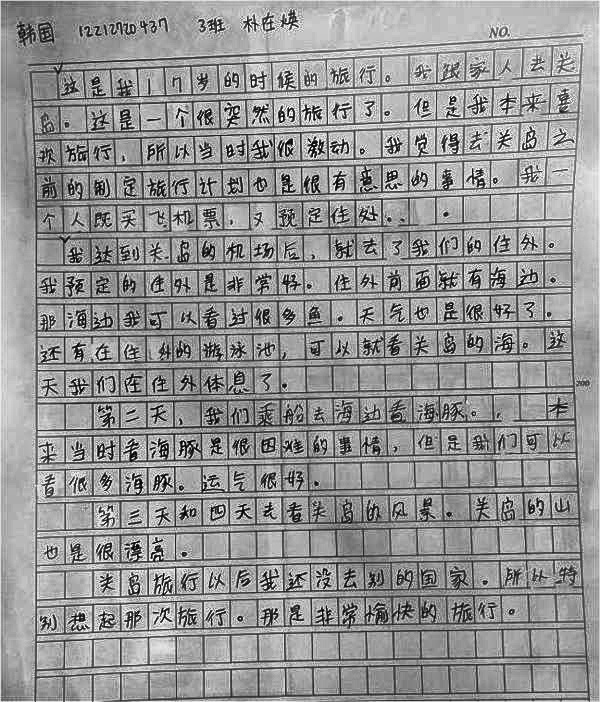 韩国 12212720437 3班 朴在煐
NO.
这是我17岁的时候的旅行。我跟家人去关
岛。这是一个很突然的旅行了。但是我本来喜
欢旅行，所以当时我很激动。我觉得去关岛之
前的制定旅行计划也是很有意思的事情。我一
个人既买飞机票，又预定住处。
我达到关岛的机场后，就去了我们的住外。
我预定的住外是非常好。住外前面就有海边。
那海边我可以看过很多鱼。天气也是很好了。
还有在住外的游泳池，可以就看关岛的海。这
天我们在住外体息了。
200
第二天，我们乘船去海边看海豚。，本
来当时看海豚是很困难的事情，但是我们可以
看很多海豚。运气很好。
第三天和四天去看关岛的风景。关岛的山
也是很漂亮。
关岛旅行以后我还没去别的国家。所以特
别想起那次旅行。那是非常愉快的旅行。